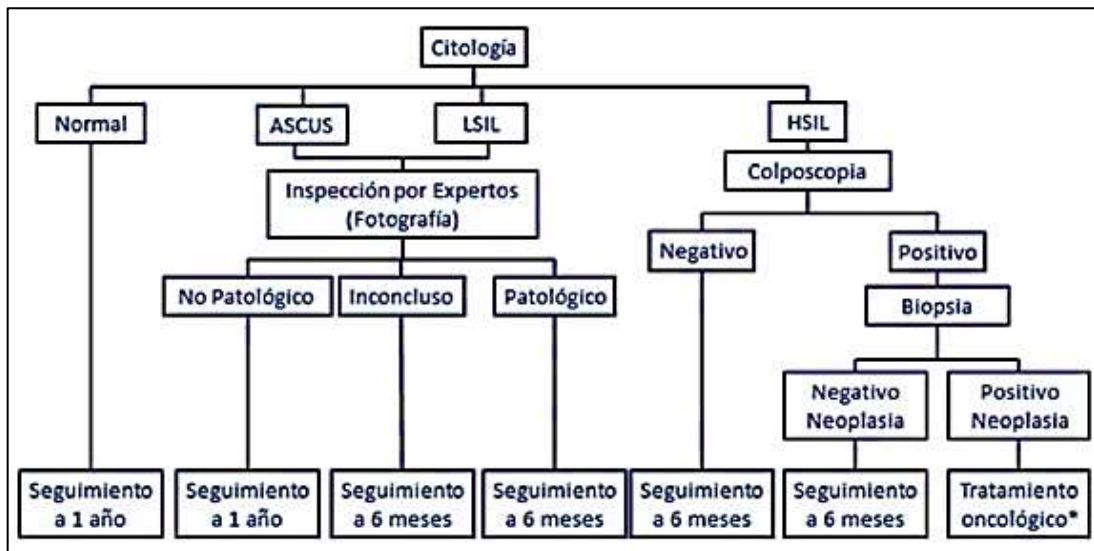 Citología
Normal
ASCUS
LSIL
HSIL
Colposcopia
Inspección por Expertos
(Fotografía)
Negativo
Positivo
No Patológico
Inconcluso
Patológico
Biopsia
Negativo
Neoplasia
Positivo
Neoplasia
Seguimiento
a 1 año
Seguimiento
a 1 año
Seguimiento
a 6 meses
Seguimiento
a 6 meses
Seguimiento
a 6 meses
Seguimiento
a 6 meses
Tratamiento
oncológico*